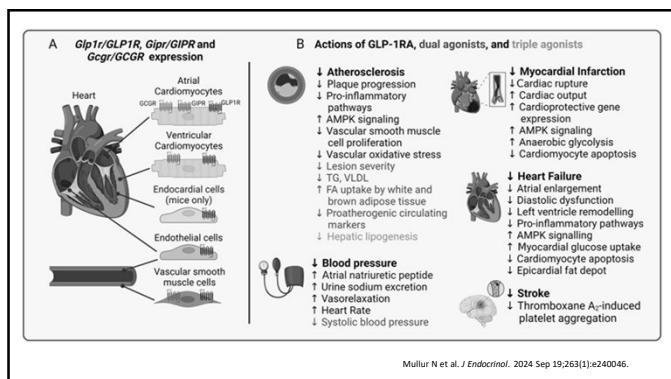 A
Glp1r/GLP1R, Gipr/GIPR and
Gcgr/GCGR
expression
Heart
Atrial
Cardiomyocytes
GCGR GIPR GLP1R
Ventricular
Cardiomyocytes
Endocardial cells
(mice only)
Endothelial cells
Vascular smooth
muscle cells
B Actions of GLP-1RA, dual agonists, and triple agonists
↓ Atherosclerosis
↓ Plaque progression
↓ Pro-inflammatory
pathways
↑ AMPK signaling
↓ Vascular smooth muscle
cell proliferation
↓ Vascular oxidative stress
↓ Lesion severity
↓ TG, VLDL
↑ FA uptake by white and
brown adipose tissue
↓ Proatherogenic circulating
markers
↓ Hepatic lipogenesis
↓ Blood pressure
↑ Atrial natriuretic peptide
↑ Urine sodium excretion
↑ Vasorelaxation
↑ Heart Rate
↓ Systolic blood pressure
↓ Myocardial Infarction
↓ Cardiac rupture
↑ Cardiac output
↑ Cardioprotective gene
expression
↑ AMPK signaling
↑ Anaerobic glycolysis
↓ Cardiomyocyte apoptosis
↓ Heart Failure
↓ Atrial enlargement
↓ Diastolic dysfunction
↓ Left ventricle remodelling
↓ Pro-inflammatory pathways
↑ AMPK signalling
↑ Myocardial glucose uptake
↓ Cardiomyocyte apoptosis
↓ Epicardial fat depot
↓ Stroke
↓ Thromboxane A₂-induced
platelet aggregation
Mullur N et al. J Endocrinol. 2024 Sep 19;263(1):e240046.